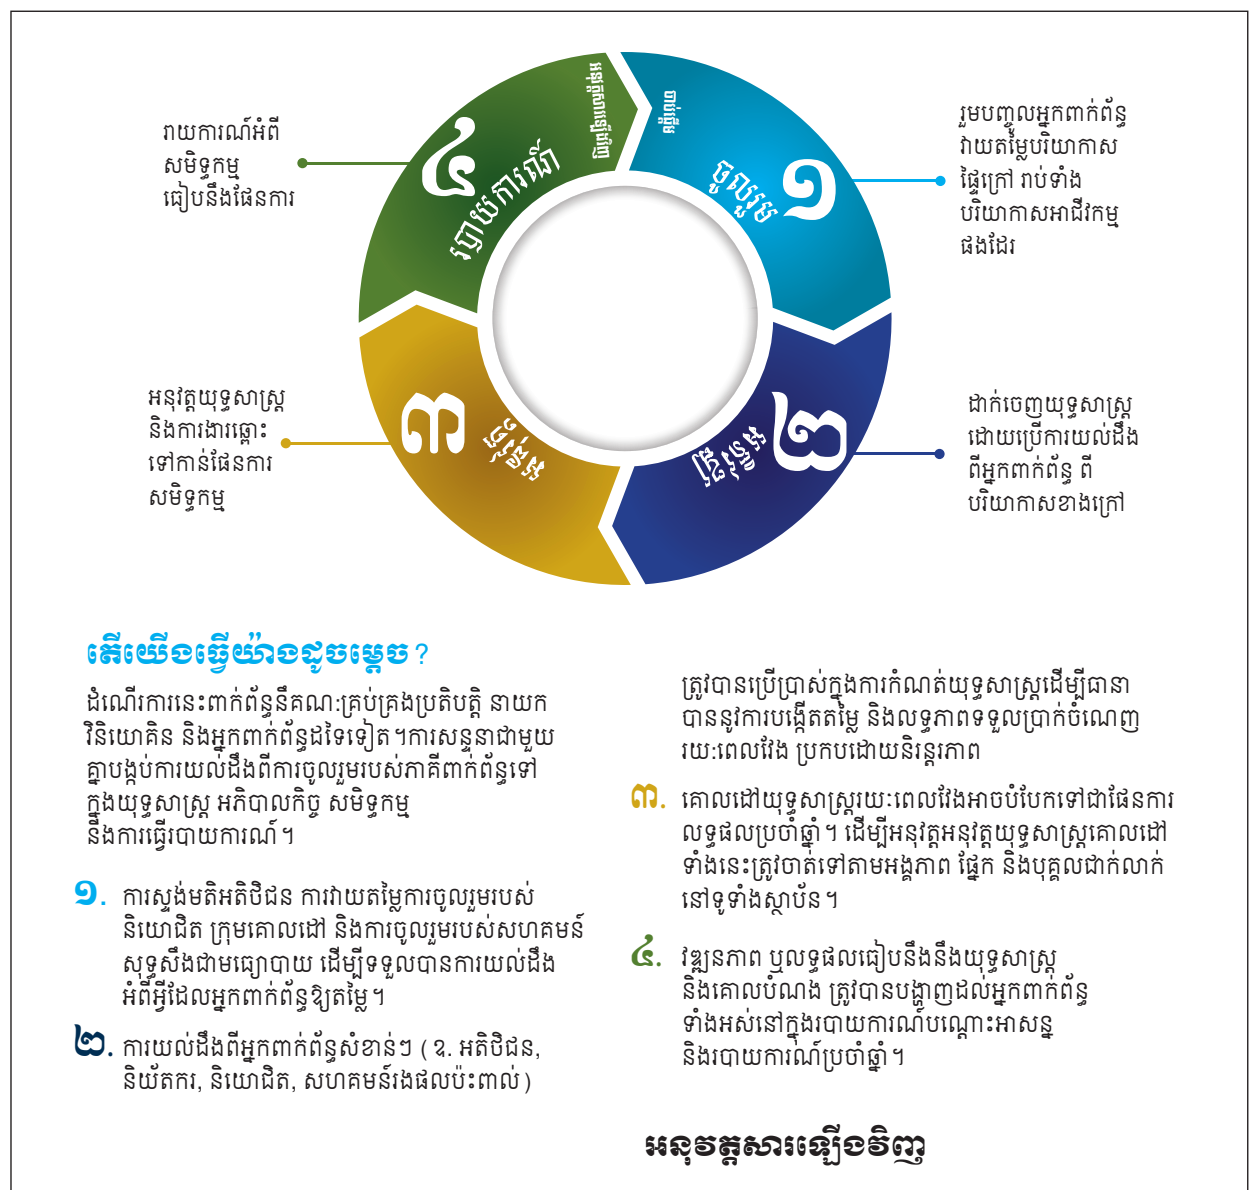 អនុវត្តសារឡើងវិញ
ចាប់ផ្តើម
៤
របាយការណ៍
១
ចូលរួម
រាយការណ៍អំពី
សមិទ្ធកម្ម
ធៀបនឹងផែនការ
រួមបញ្ចូលអ្នកពាក់ព័ន្ធ
វាយតម្លៃបរិយាកាស
ផ្ទៃក្រៅ រាប់ទាំង
បរិយាកាសអាជីវកម្ម
ផងដែរ
៣
អនុវត្ត
២
អភិវឌ្ឍ
អនុវត្តយុទ្ធសាស្ត្រ
និងការងារឆ្ពោះ
ទៅកាន់ផែនការ
សមិទ្ធកម្ម
ដាក់ចេញយុទ្ធសាស្ត្រ
ដោយប្រើការយល់ដឹង
ពីអ្នកពាក់ព័ន្ធ ពី
បរិយាកាសខាងក្រៅ
តើយើងធ្វើយ៉ាងដូចម្តេច?
ដំណើរការនេះពាក់ព័ន្ធនឹគណៈគ្រប់គ្រងប្រតិបត្តិ នាយក
វិនិយោគិន និងអ្នកពាក់ព័ន្ធដទៃទៀត។ការសន្ទនាជាមួយ
គ្នាបង្កប់ការយល់ដឹងពីការចូលរួមរបស់ភាគីពាក់ព័ន្ធទៅ
ក្នុងយុទ្ធសាស្ត្រ អភិបាលកិច្ច សមិទ្ធកម្ម
និងការធ្វើរបាយការណ៍។
១. ការស្ទង់មតិអតិថិជន ការវាយតម្លៃការចូលរួមរបស់
និយោជិត ក្រុមគោលដៅ និងការចូលរួមរបស់សហគមន៍
សុទ្ធសឹងជាមធ្យោបាយ ដើម្បីទទួលបានការយល់ដឹង
អំពីអ្វីដែលអ្នកពាក់ព័ន្ធឱ្យតម្លៃ។
២. ការយល់ដឹងពីអ្នកពាក់ព័ន្ធសំខាន់ៗ (ឧ. អតិថិជន,
និយ័តករ, និយោជិត, សហគមន៍រងផលប៉ះពាល់)
ត្រូវបានប្រើប្រាស់ក្នុងការកំណត់យុទ្ធសាស្ត្រដើម្បីធានា
បាននូវការបង្កើតតម្លៃ និងលទ្ធភាពទទួលប្រាក់ចំណេញ
រយៈពេលវែង ប្រកបដោយនិរន្តរភាព
៣. គោលដៅយុទ្ធសាស្ត្ររយៈពេលវែងអាចបំបែកទៅជាផែនការ
លទ្ធផលប្រចាំឆ្នាំ។ ដើម្បីអនុវត្តអនុវត្តយុទ្ធសាស្ត្រគោលដៅ
ទាំងនេះត្រូវចាត់ទៅតាមអង្គភាព ផ្នែក និងបុគ្គលជាក់លាក់
នៅទូទាំងស្ថាប័ន។
៤. វឌ្ឍនភាព ឬលទ្ធផលធៀបនឹងនឹងយុទ្ធសាស្ត្រ
និងគោលបំណង ត្រូវបានបង្ហាញដល់អ្នកពាក់ព័ន្ធ
ទាំងអស់នៅក្នុងរបាយការណ៍បណ្តោះអាសន្ន
និងរបាយការណ៍ប្រចាំឆ្នាំ។
អនុវត្តសារឡើងវិញ